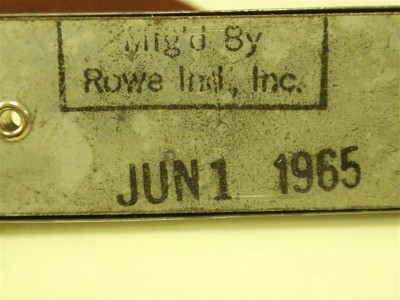 Mfg'd By
Rowe Ind., Inc.
JUN 1 1965